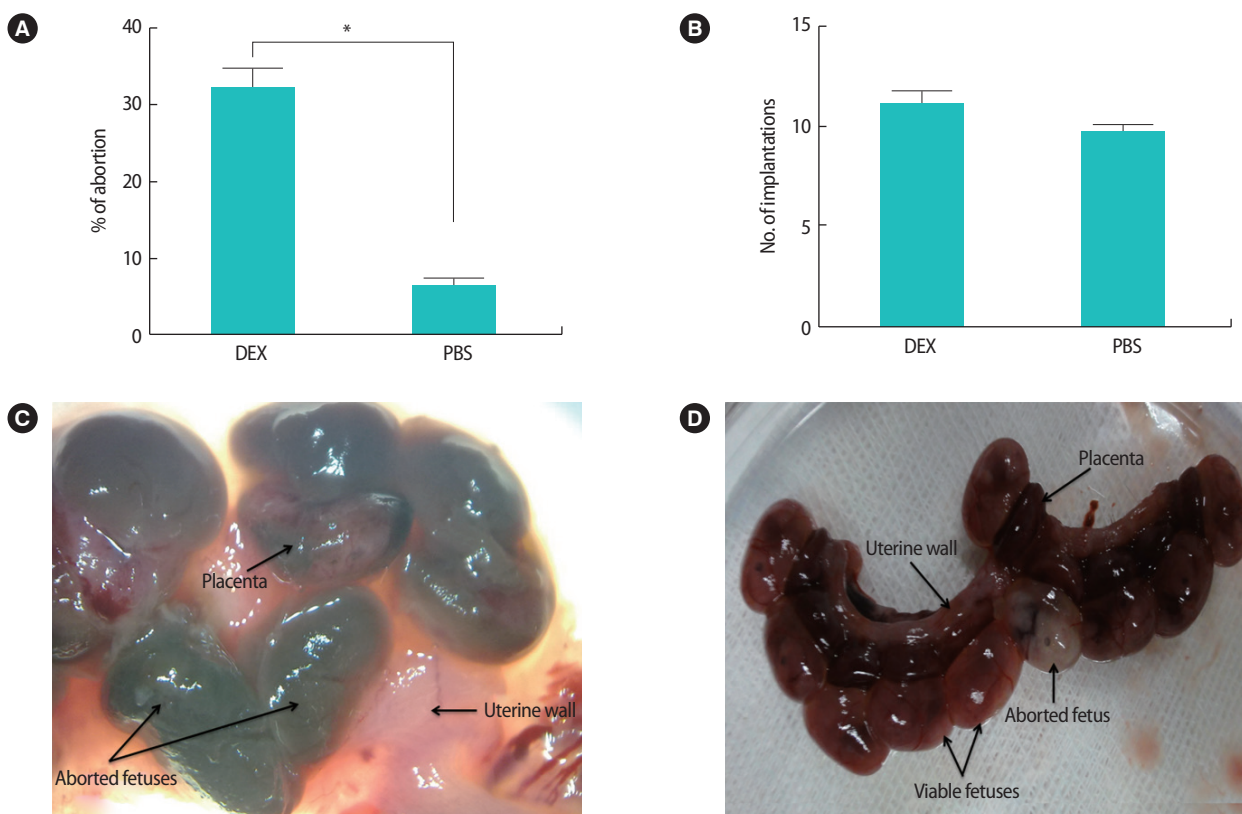 A
40
30
20
10
0
% of abortion
*
DEX
PBS
B
15
10
5
0
No. of implantations
DEX
PBS
C
Placenta
Uterine wall
Aborted fetuses
D
Placenta
Uterine wall
Aborted fetus
Viable fetuses